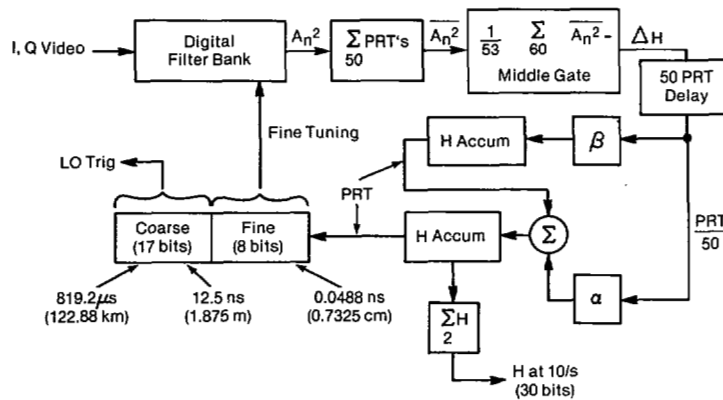 I, Q Video
Digital
Filter Bank
Aₙ²
Σ PRT's
50
Aₙ²
1/53 Σ Aₙ² -
60
Middle Gate
ΔH
50 PRT
Delay
Fine Tuning
H Accum
β
LO Trig
PRT
PRT
50
Coarse
(17 bits)
Fine
(8 bits)
H Accum
Σ
819.2μs
(122.88 km)
12.5 ns
(1.875 m)
0.0488 ns
(0.7325 cm)
α
ΣH
2
H at 10/s
(30 bits)